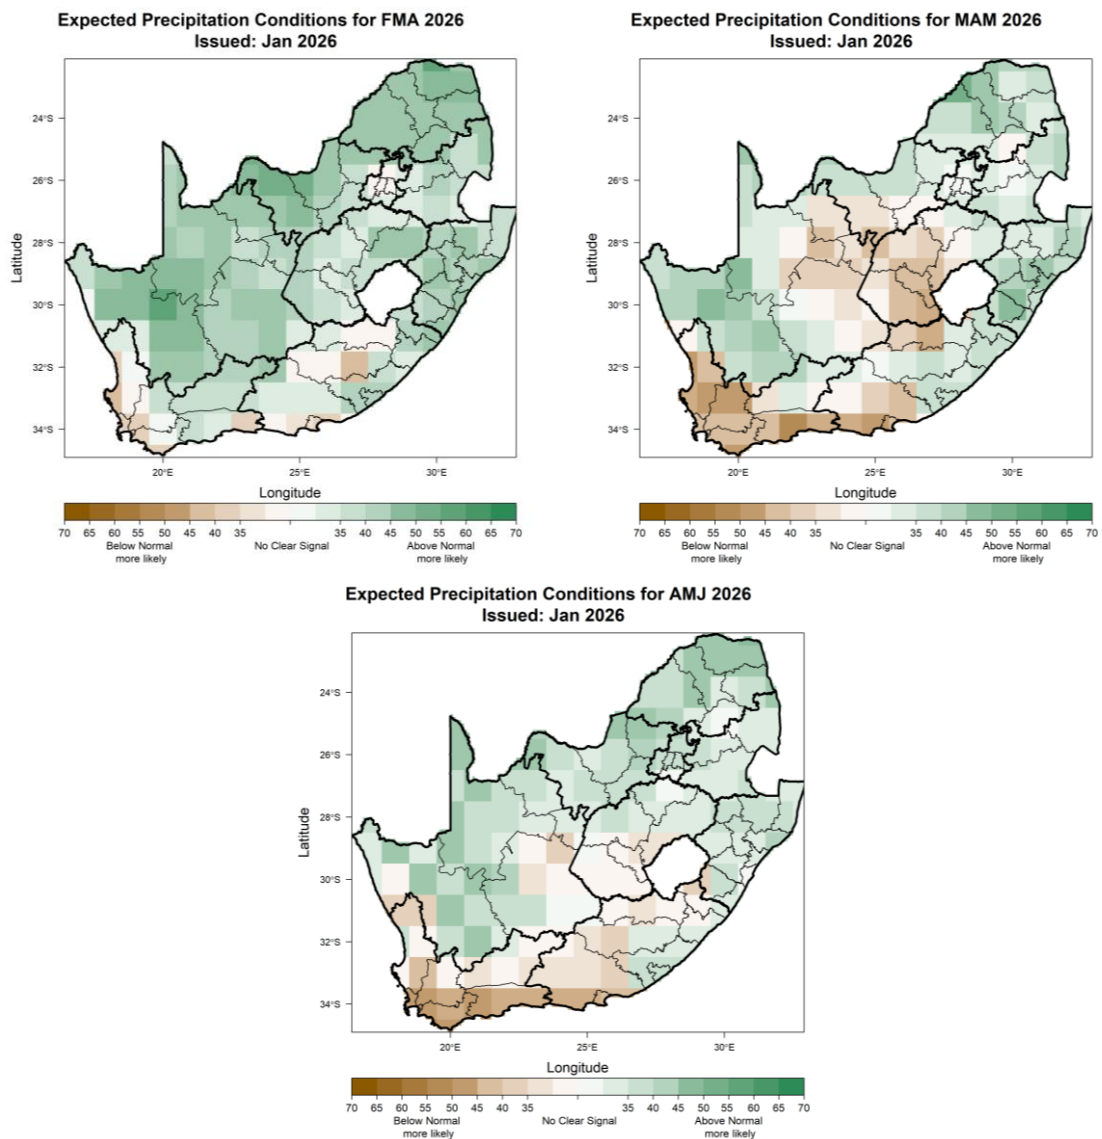 Expected Precipitation Conditions for FMA 2026
Issued: Jan 2026
Latitude
24°S
26°S
28°S
30°S
32°S
34°S
20°E 25°E 30°E
Longitude
70 65 60 55 50 45 40 35 35 40 45 50 55 60 65 70
Below Normal No Clear Signal Above Normal
more likely more likely
Expected Precipitation Conditions for MAM 2026
Issued: Jan 2026
Latitude
24°S
26°S
28°S
30°S
32°S
34°S
20°E 25°E 30°E
Longitude
70 65 60 55 50 45 40 35 35 40 45 50 55 60 65 70
Below Normal No Clear Signal Above Normal
more likely more likely
Expected Precipitation Conditions for AMJ 2026
Issued: Jan 2026
Latitude
24°S
26°S
28°S
30°S
32°S
34°S
20°E 25°E 30°E
Longitude
70 65 60 55 50 45 40 35 35 40 45 50 55 60 65 70
Below Normal No Clear Signal Above Normal
more likely more likely